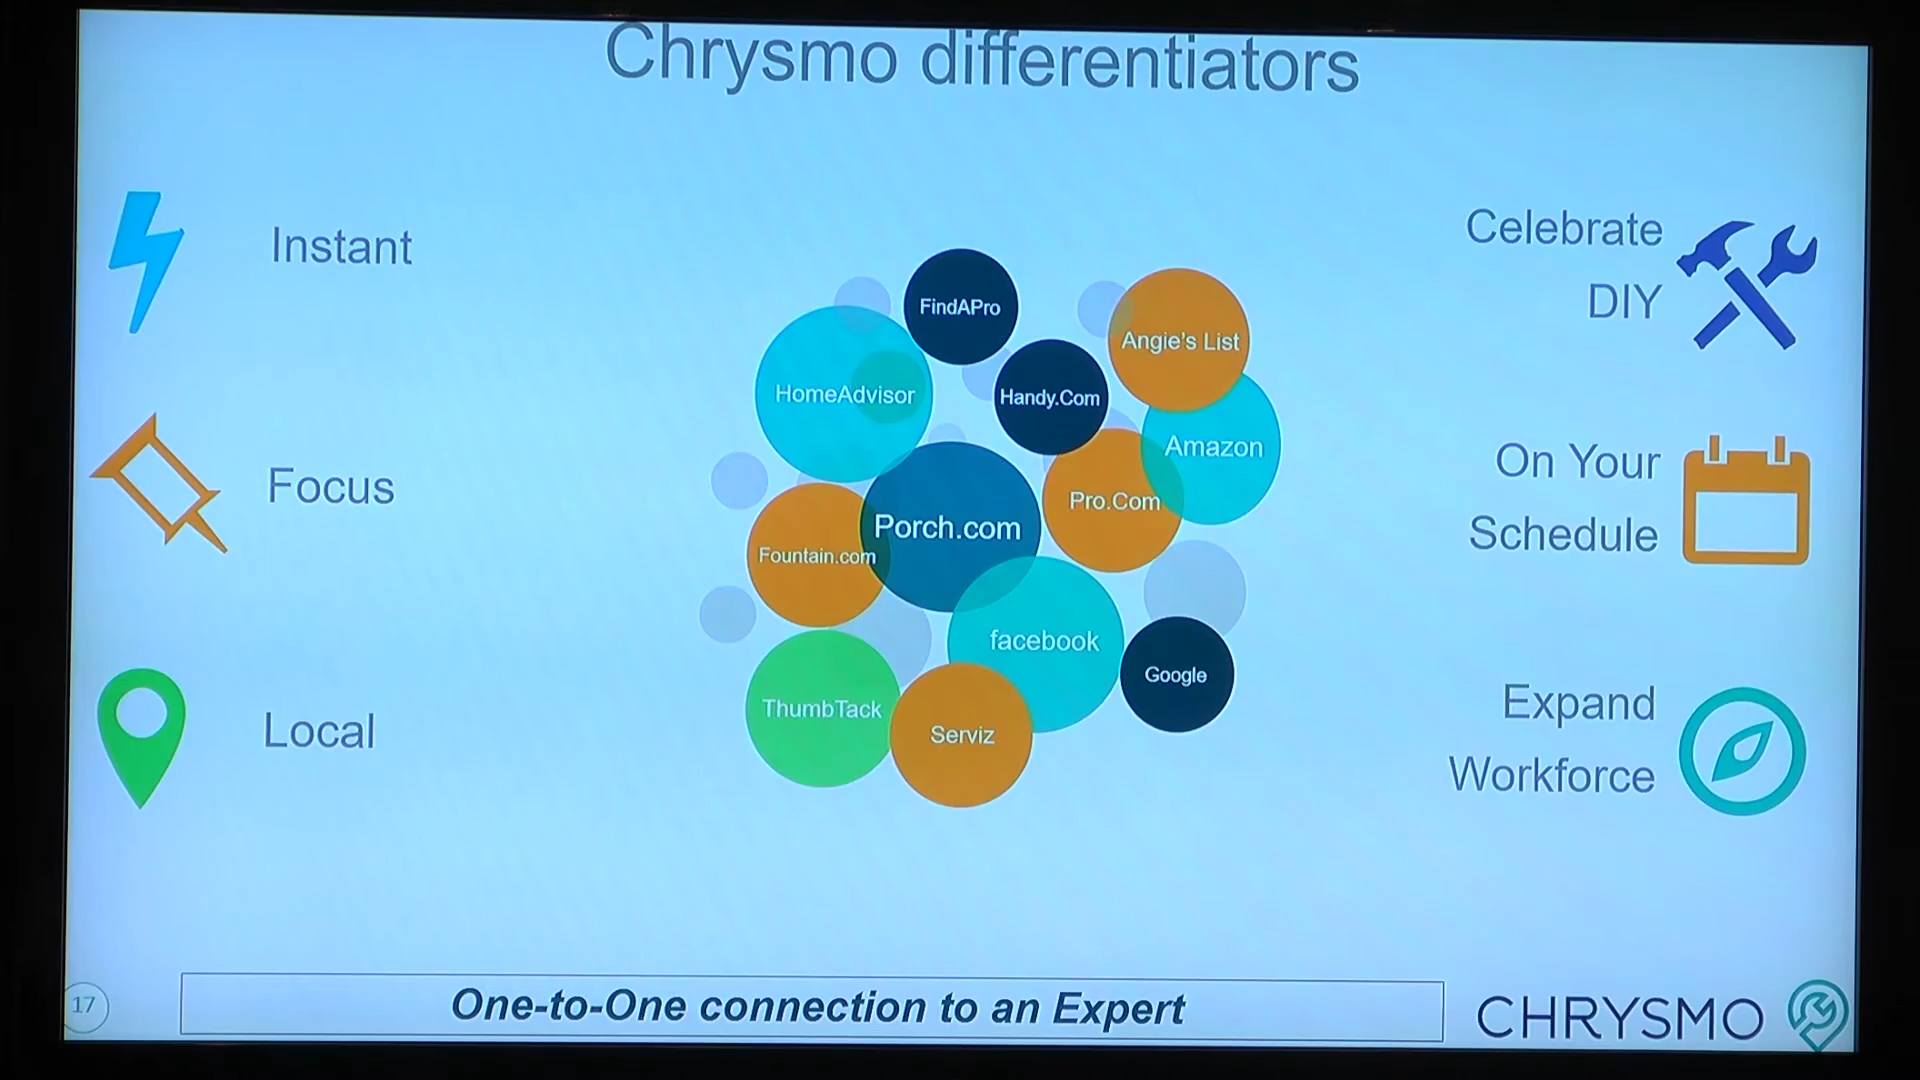 Chrysmo differentiators
Instant
Focus
Local
FindAPro
Angie's List
HomeAdvisor
Handy.Com
Amazon
Pro.Com
Porch.com
Fountain.com
facebook
Google
ThumbTack
Serviz
Celebrate
DIY
On Your
Schedule
Expand
Workforce
17
One-to-One connection to an Expert
CHRYSMO